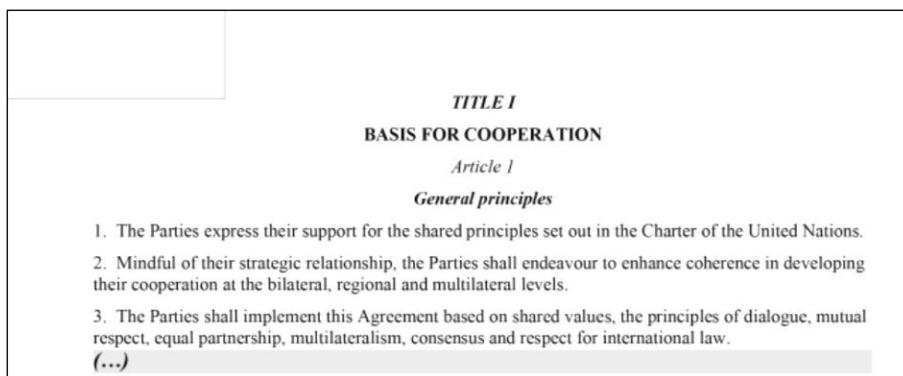 TITLE I
BASIS FOR COOPERATION
Article 1
General principles
1. The Parties express their support for the shared principles set out in the Charter of the United Nations.
2. Mindful of their strategic relationship, the Parties shall endeavour to enhance coherence in developing
their cooperation at the bilateral, regional and multilateral levels.
3. The Parties shall implement this Agreement based on shared values, the principles of dialogue, mutual
respect, equal partnership, multilateralism, consensus and respect for international law.
(...)